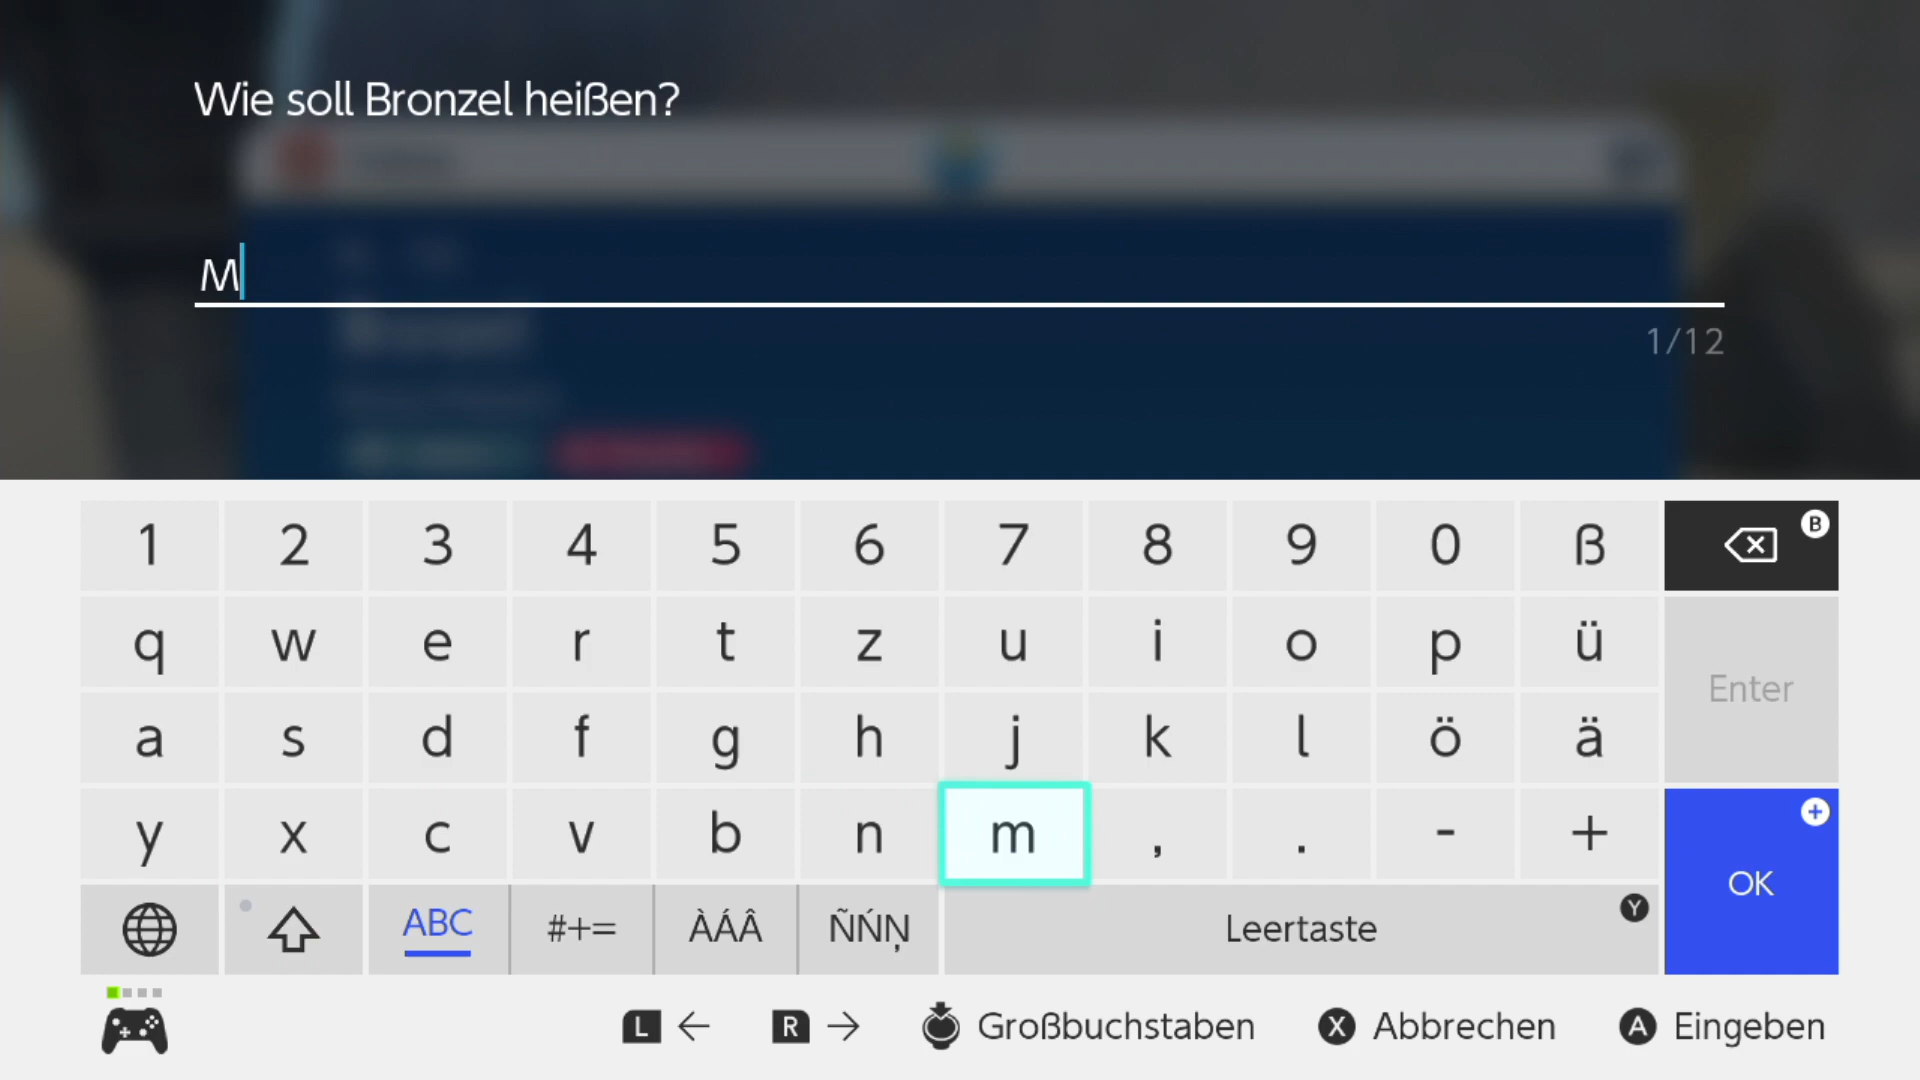 Wie soll Bronzel heißen?
M
1/12
1 2 3 4 5 6 7 8 9 0 ß B
q w e r t z u i o p ü
Enter
a s d f g h j k l ö ä
y x c v b n m , . - +
OK
ABC #+= ÀÁÂ ÑŃŅ Leertaste Y
L ← R → Großbuchstaben X Abbrechen A Eingeben